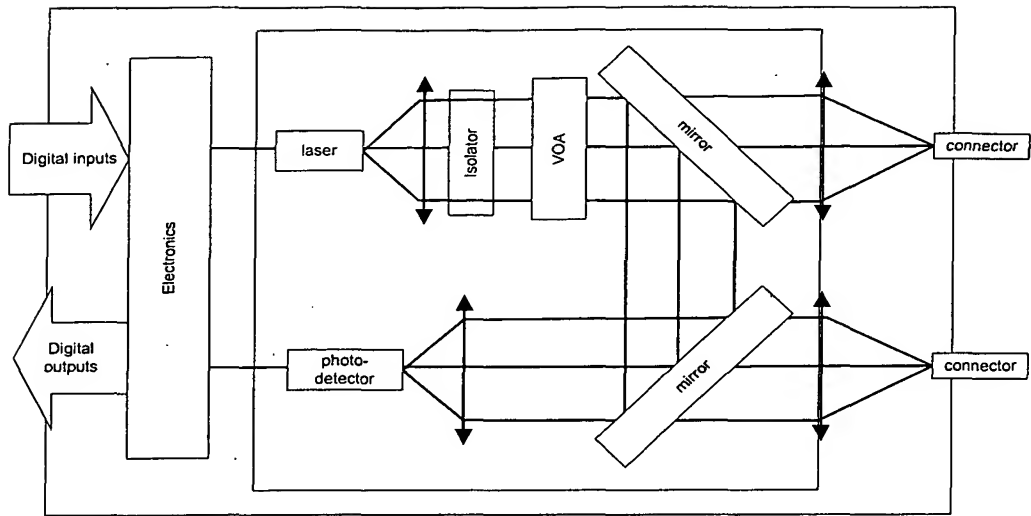 Digital inputs
Electronics
laser
Isolator
VOA
mirror
connector
Digital
outputs
photo-
detector
mirror
connector